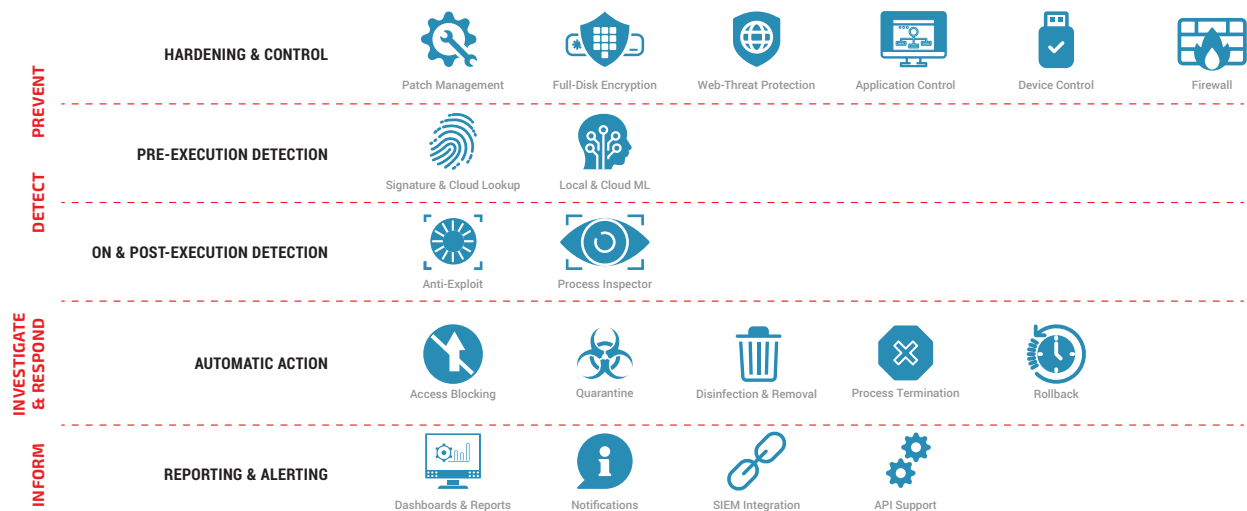 PREVENT
HARDENING & CONTROL
Patch Management
Full-Disk Encryption
Web-Threat Protection
Application Control
Device Control
Firewall
PRE-EXECUTION DETECTION
Signature & Cloud Lookup
Local & Cloud ML
DETECT
ON & POST-EXECUTION DETECTION
Anti-Exploit
Process Inspector
INVESTIGATE
& RESPOND
AUTOMATIC ACTION
Access Blocking
Quarantine
Disinfection & Removal
Process Termination
Rollback
INFORM
REPORTING & ALERTING
Dashboards & Reports
Notifications
SIEM Integration
API Support